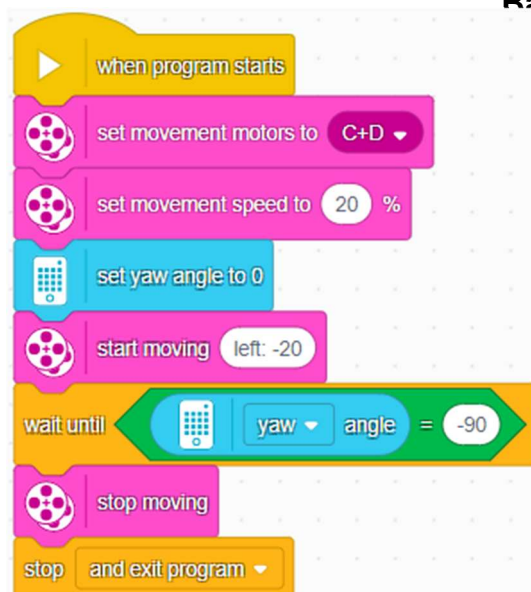 when program starts
set movement motors to C+D
set movement speed to 20 %
set yaw angle to 0
start moving left: -20
wait until yaw angle = -90
stop moving
stop and exit program